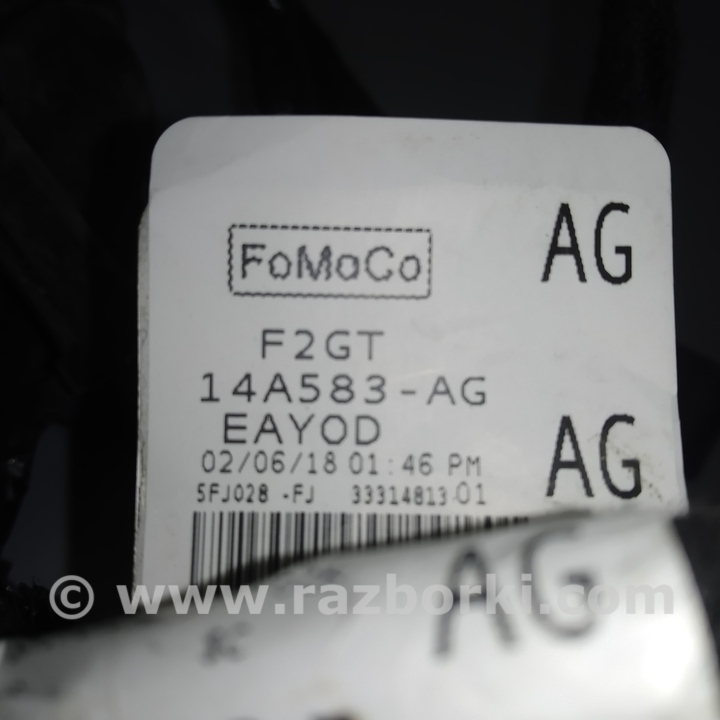 FoMoCo
AG
F2GT
14A583-AG
EAYOD
02/06/18 01:46 PM
5FJ028 -FJ 33314813 01
AG
AG
© www.razborki.com